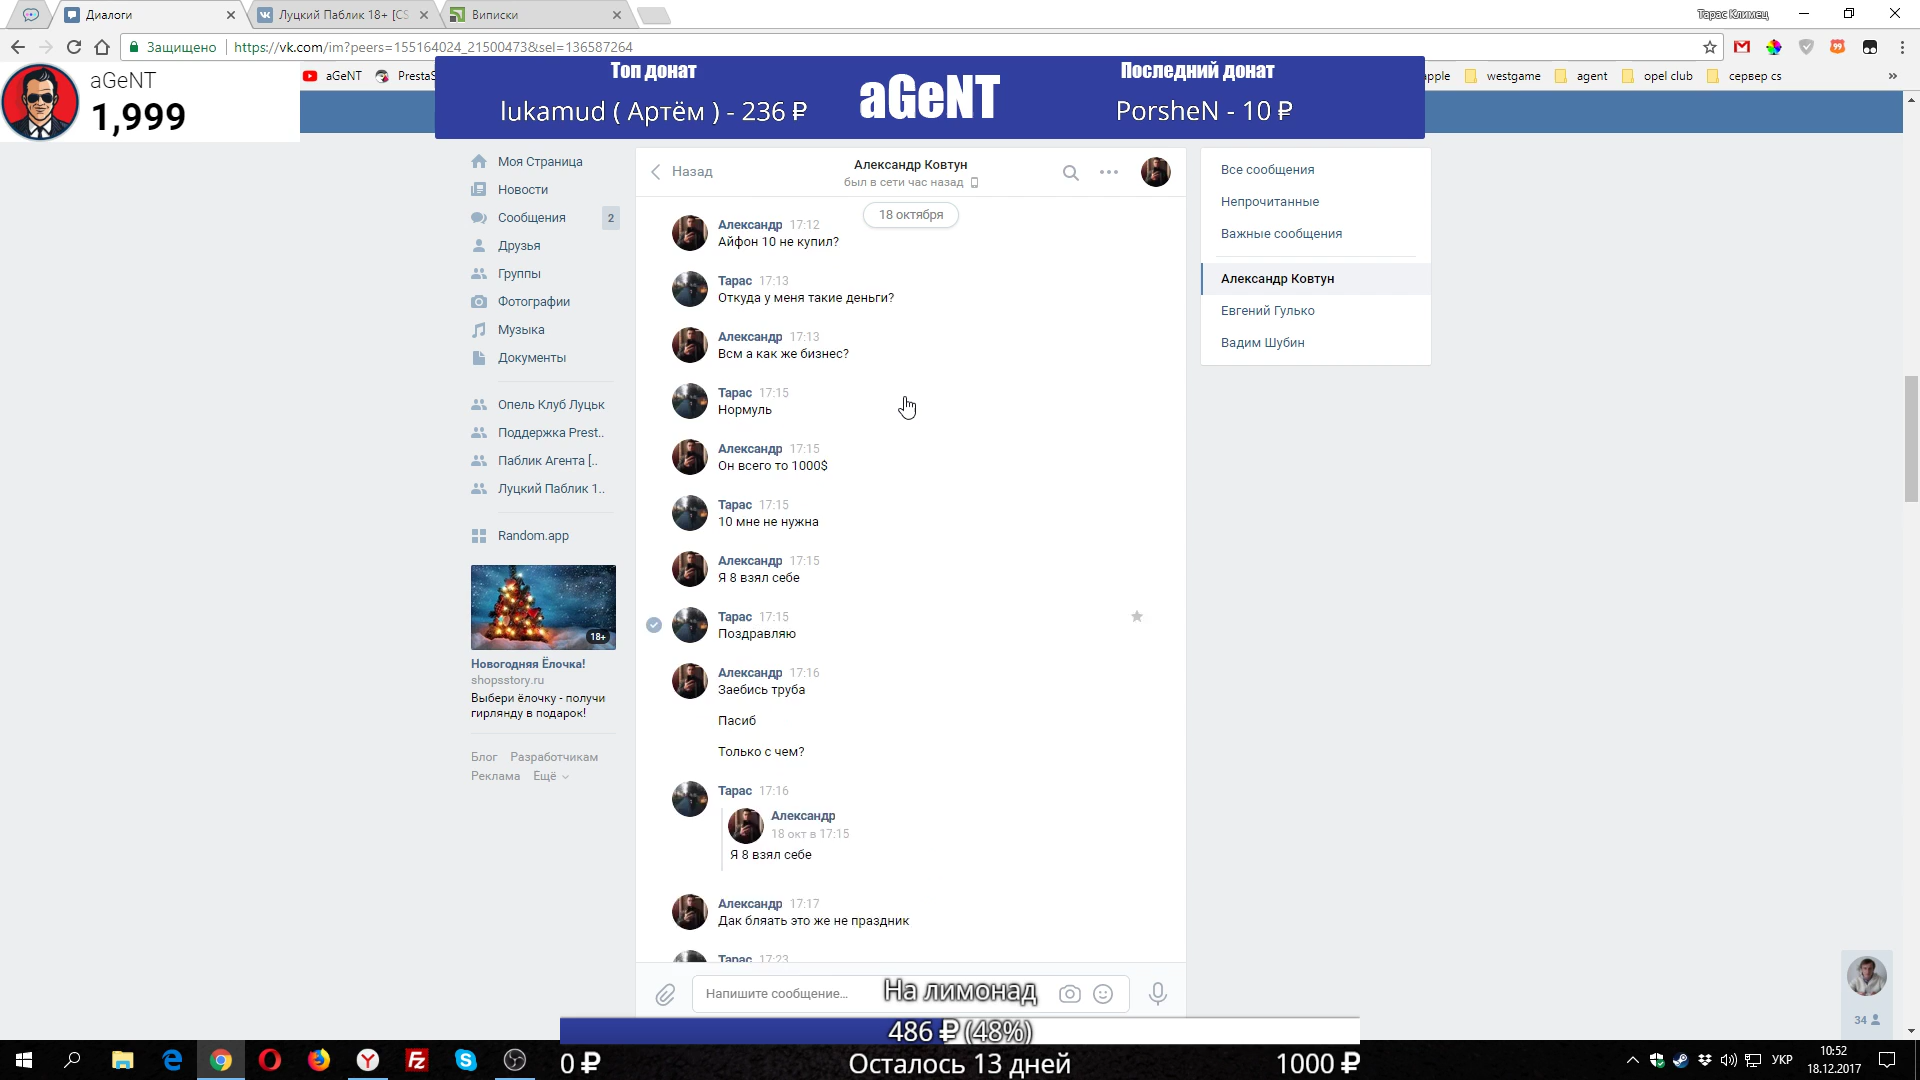 Диалоги
Луцкий Паблик 18+ [CS
Виписки
Тарас Климец
Защищено
https://vk.com/im?peers=155164024_21500473&sel=136587264
aGeNT
1,999
aGeNT
Prestas
Топ донат
lukamud ( Артём ) - 236 ₽
aGeNT
Последний донат
PorsheN - 10 ₽
apple
westgame
agent
opel club
сервер cs
»
Моя Страница
Новости
Сообщения
2
Друзья
Группы
Фотографии
Музыка
Документы
Опель Клуб Луцьк
Поддержка Prest..
Паблик Агента [..
Луцкий Паблик 1..
Random.app
18+
Новогодняя Ёлочка!
shopsstory.ru
Выбери ёлочку - получи
гирлянду в подарок!
Блог Разработчикам
Реклама Ещё
Назад
Александр Ковтун
был в сети час назад
18 октября
Александр 17:12
Айфон 10 не купил?
Тарас 17:13
Откуда у меня такие деньги?
Александр 17:13
Всм а как же бизнес?
Тарас 17:15
Нормуль
Александр 17:15
Он всего то 1000$
Тарас 17:15
10 мне не нужна
Александр 17:15
Я 8 взял себе
Тарас 17:15
Поздравляю
Александр 17:16
Заебись труба
Пасиб
Только с чем?
Тарас 17:16
Александр
18 окт в 17:15
Я 8 взял себе
Александр 17:17
Дак бляать это же не праздник
Тарас 17:23
Напишите сообщение...
Все сообщения
Непрочитанные
Важные сообщения
Александр Ковтун
Евгений Гулько
Вадим Шубин
34
На лимонад
486 ₽ (48%)
0 ₽
Осталось 13 дней
1000 ₽
УКР
10:52
18.12.2017